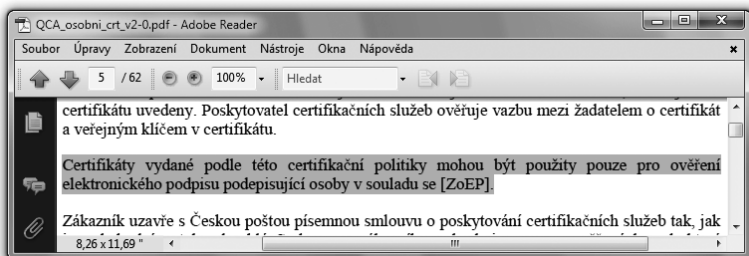 QCA_osobni_crt_v2-0.pdf - Adobe Reader
Soubor Úpravy Zobrazení Dokument Nástroje Okna Nápověda
5 / 62 100% Hledat
certifikátu uvedeny. Poskytovatel certifikačních služeb ověřuje vazbu mezi žadatelem o certifikát
a veřejným klíčem v certifikátu.
Certifikáty vydané podle této certifikační politiky mohou být použity pouze pro ověření
elektronického podpisu podepisující osoby v souladu se [ZoEP].
Zákazník uzavře s Českou poštou písemnou smlouvu o poskytování certifikačních služeb tak, jak
8,26 x 11,69 "